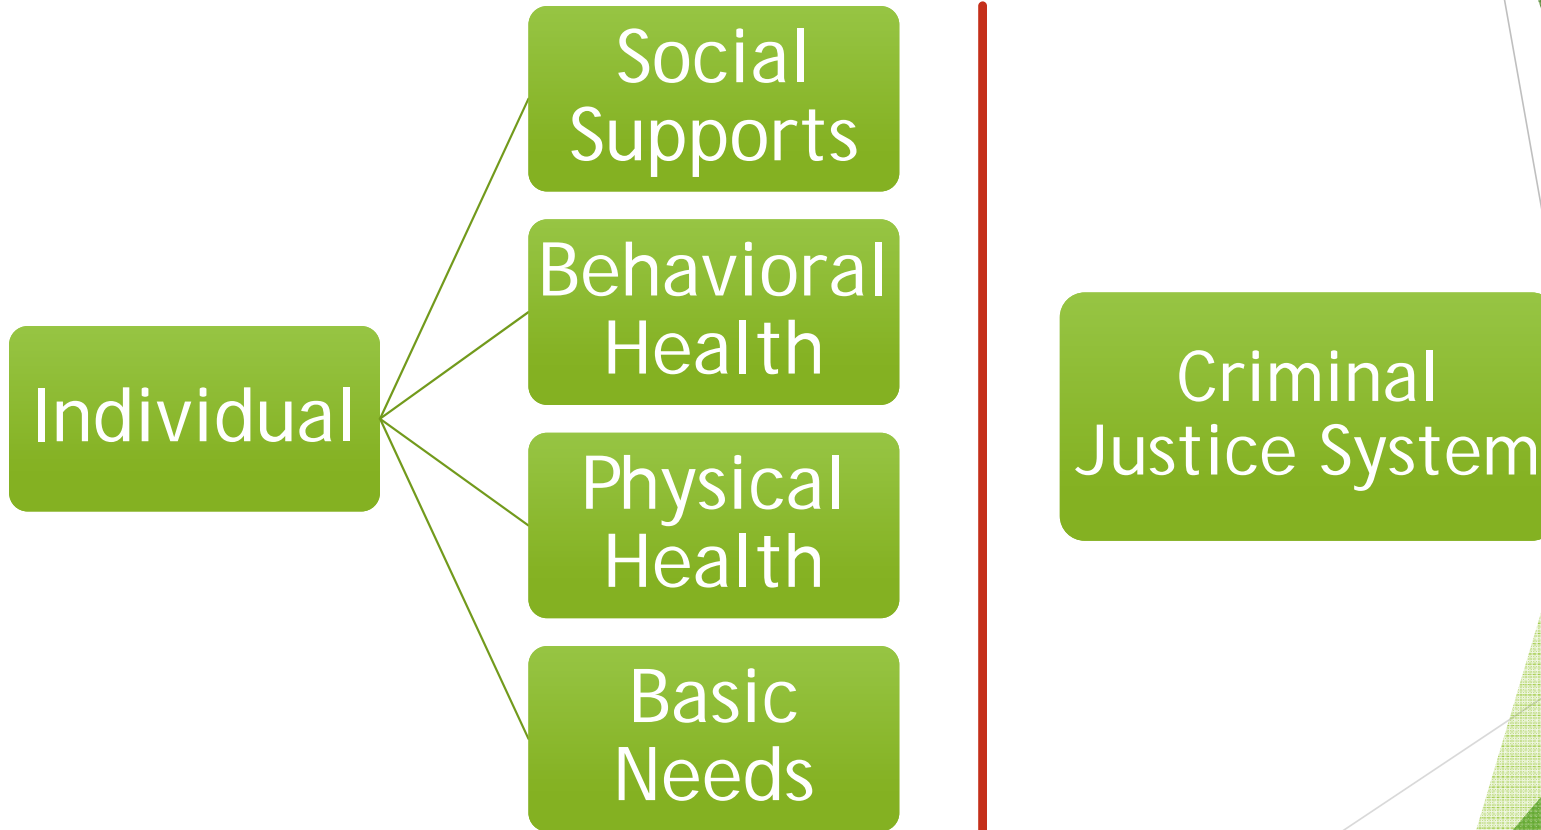 Individual
Social
Supports
Behavioral
Health
Physical
Health
Basic
Needs
Criminal
Justice System